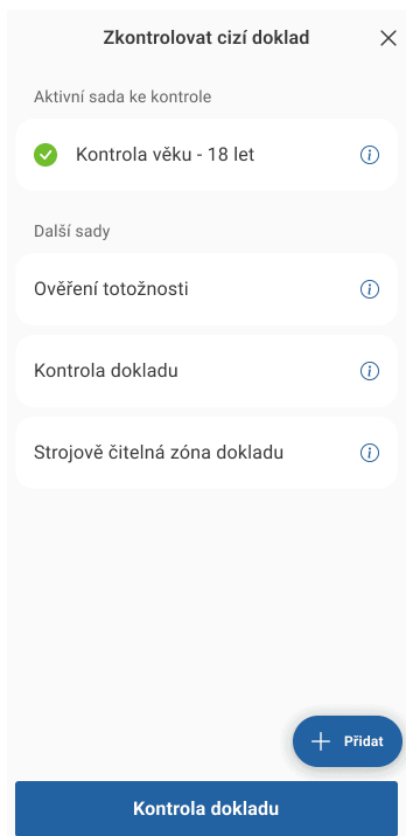 Zkontrolovat cizí doklad
Aktivní sada ke kontrole
Kontrola věku - 18 let
Další sady
Ověření totožnosti
Kontrola dokladu
Strojově čitelná zóna dokladu
Přidat
Kontrola dokladu